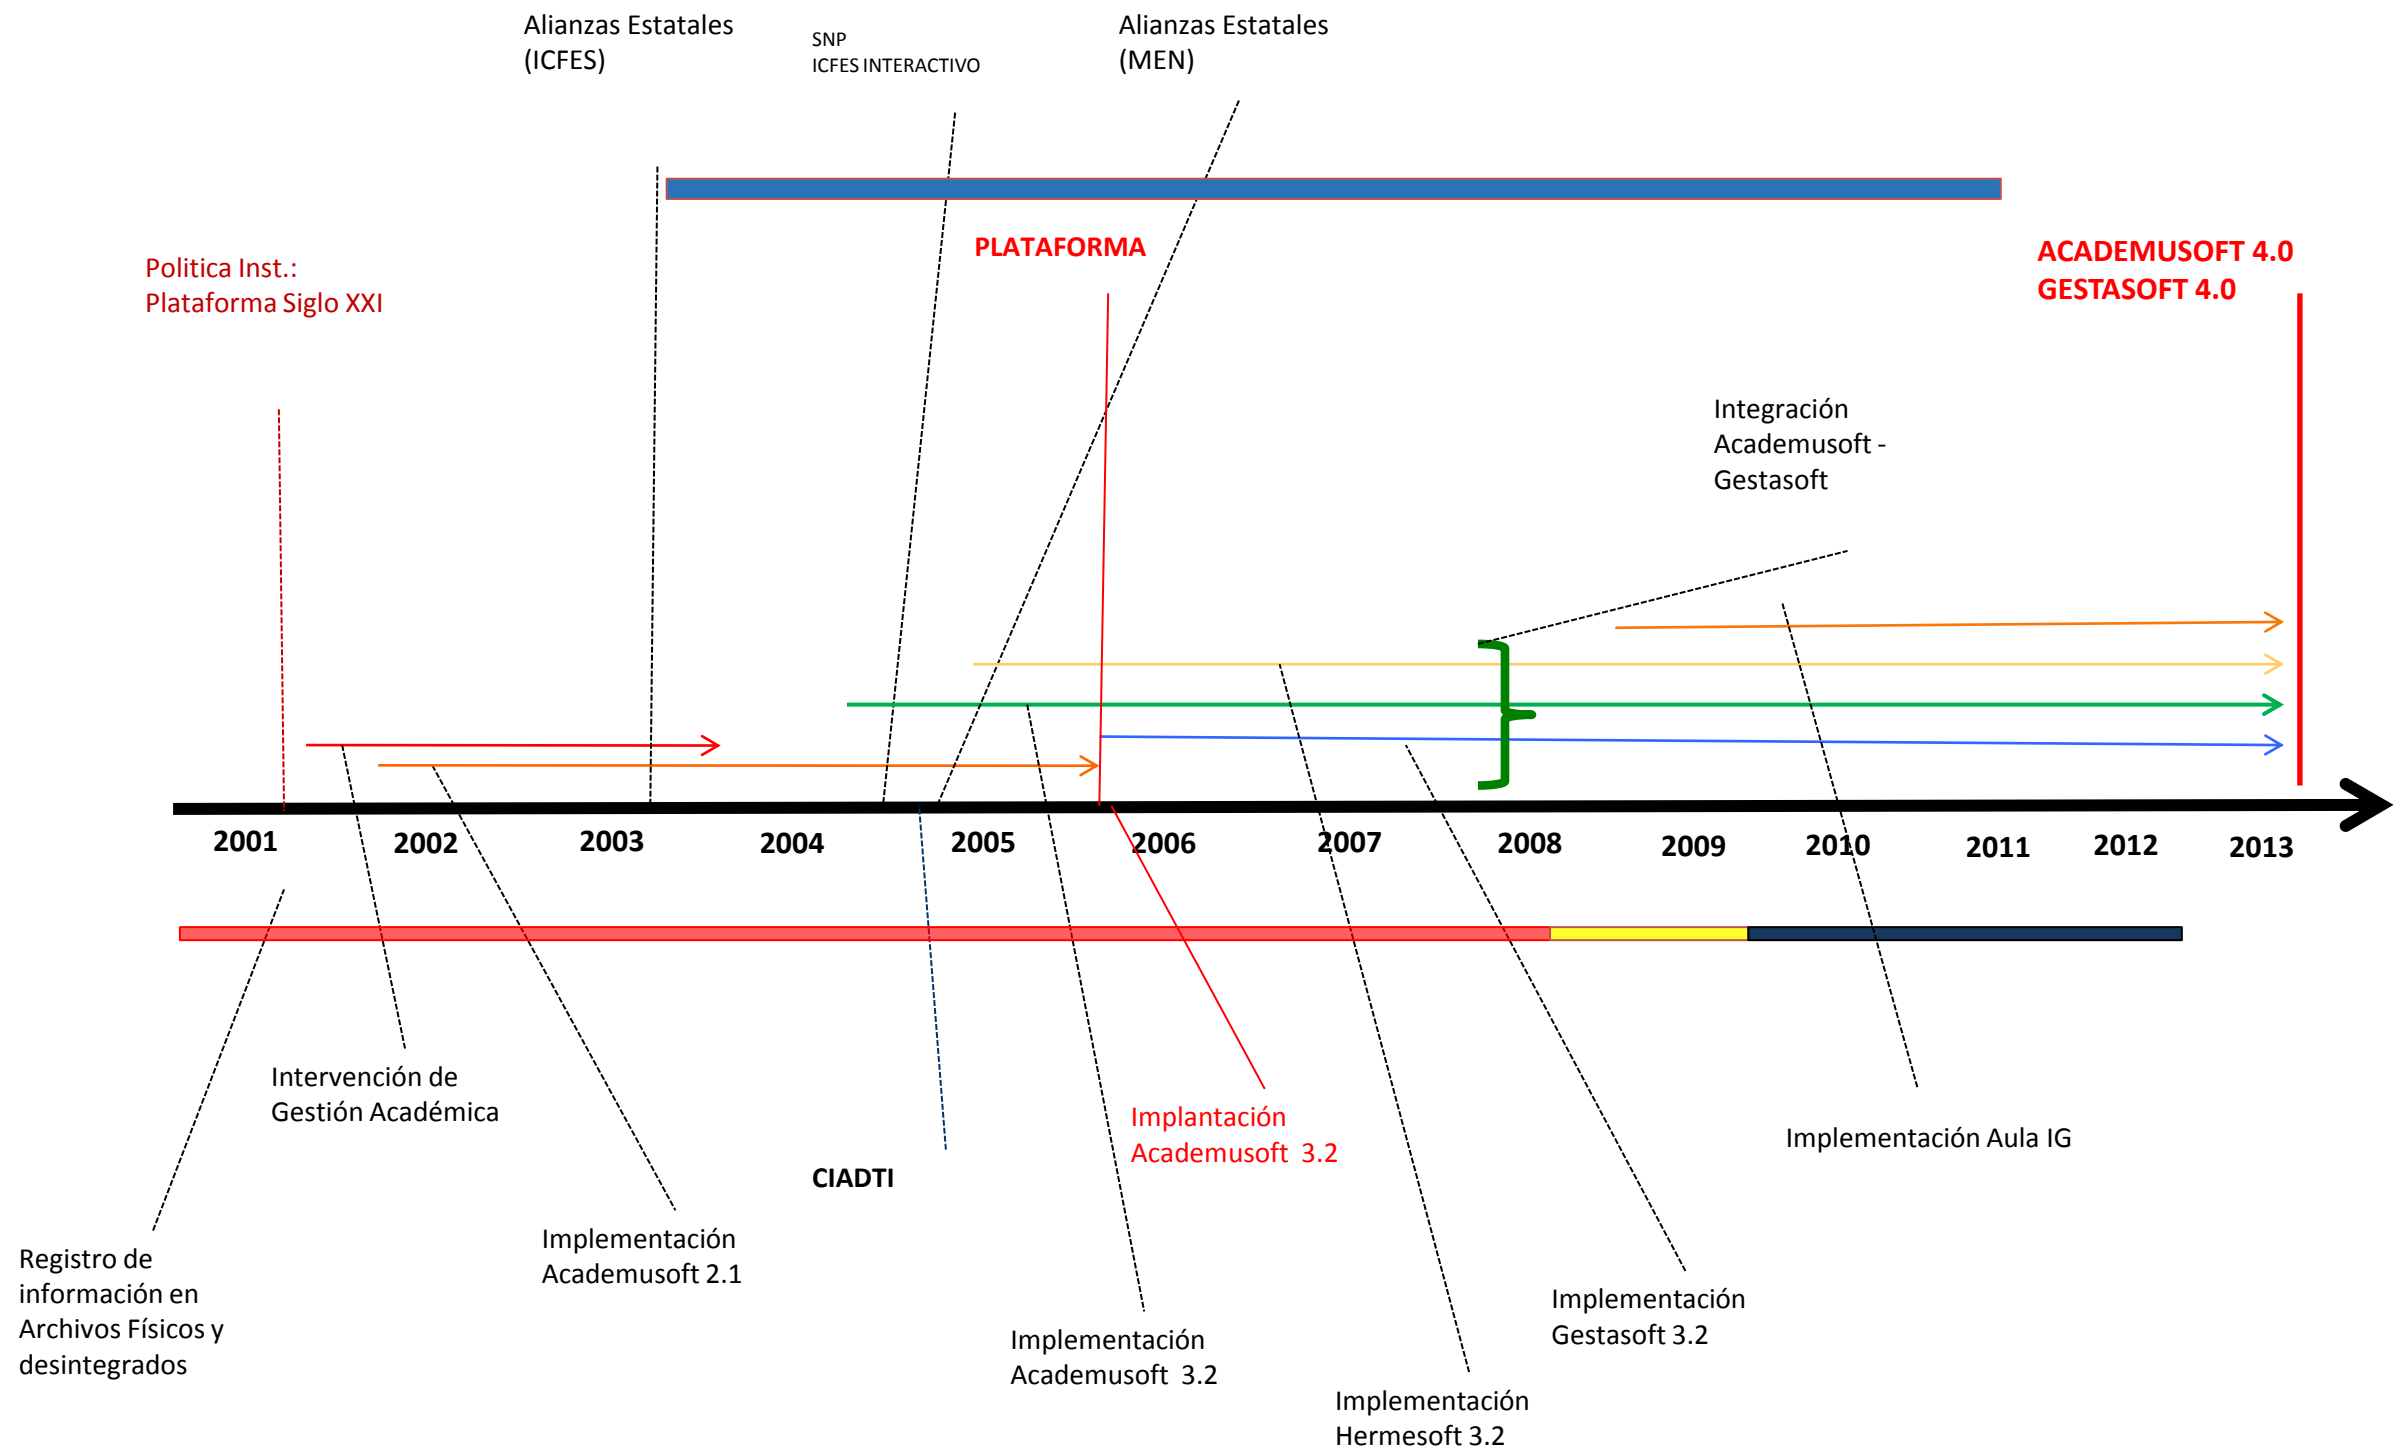 Alianzas Estatales
(ICFES)
SNP
ICFES INTERACTIVO
Alianzas Estatales
(MEN)
Politica Inst.:
Plataforma Siglo XXI
PLATAFORMA
ACADEMUSOFT 4.0
GESTASOFT 4.0
Integración
Academusoft -
Gestasoft
2001
2002
2003
2004
2005
2006
2007
2008
2009
2010
2011
2012
2013
Intervención de
Gestión Académica
Implantación
Academusoft  3.2
Implementación Aula IG
CIADTI
Registro de
información en
Archivos Físicos y
desintegrados
Implementación
Academusoft 2.1
Implementación
Academusoft  3.2
Implementación
Gestasoft 3.2
Implementación
Hermesoft 3.2